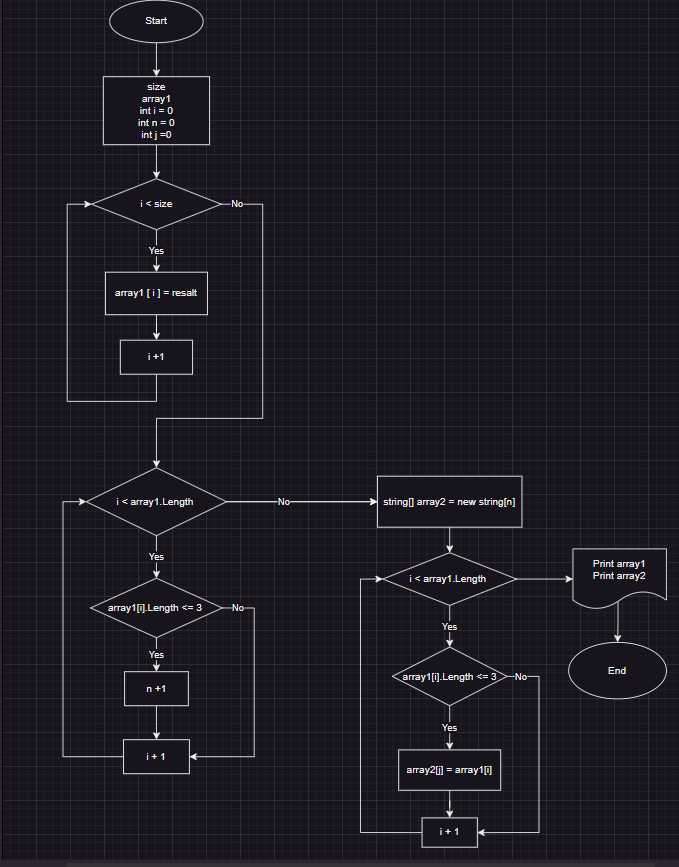 Start
size
array1
int i = 0
int n = 0
int j =0
i < size
No
Yes
array1 [ i ] = resalt
i +1
i < array1.Length
No
string[] array2 = new string[n]
Yes
array1[i].Length <= 3
No
Yes
n +1
i + 1
i < array1.Length
Print array1
Print array2
Yes
End
array1[i].Length <= 3
No
Yes
array2[j] = array1[i]
i + 1